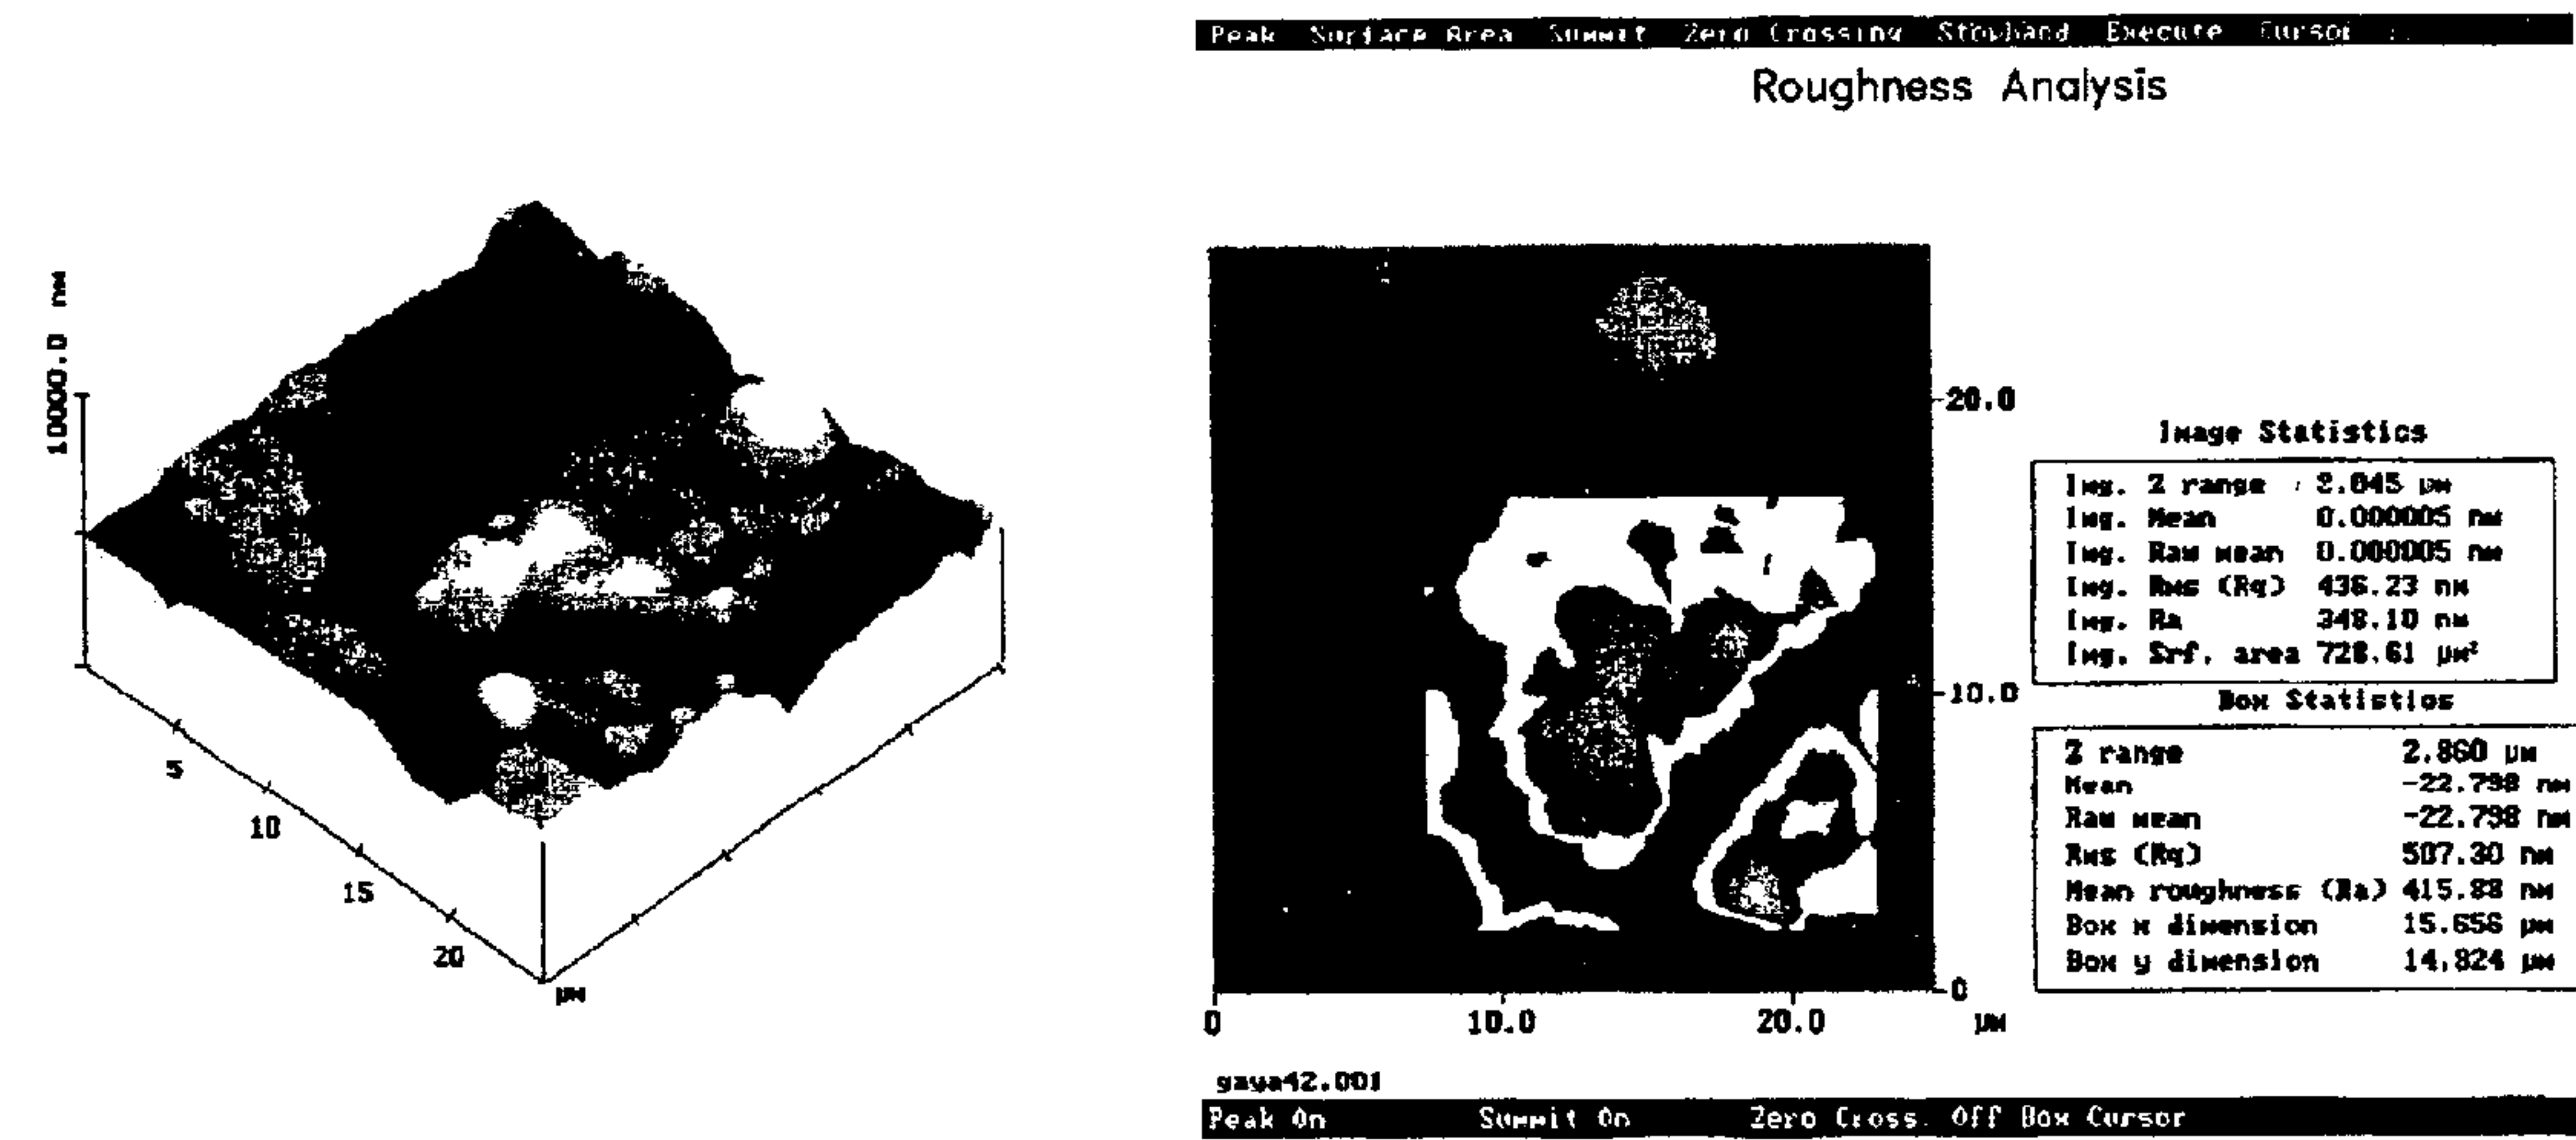 Peak Surface Area Summit Zero Crossing Stopband Execute Cursor
Roughness Analysis
10000.0 nm
5
10
15
20
µm
20.0
10.0
0
0
10.0
20.0
µm
Image Statistics
Img. Z range
Img. Mean 0.000005 nm
Img. Raw mean 0.000005 nm
Img. Rms (Rq) 436.23 nm
Img. Ra 348.10 nm
Img. Srf. area 728.61 µm²
Box Statistics
Z range 2.860 µm
Mean -22.798 nm
Raw mean -22.798 nm
Rms (Rq) 507.30 nm
Mean roughness (Ra) 415.88 nm
Box x dimension 15.656 µm
Box y dimension 14.824 µm
gaya42.001
Peak On Summit On Zero Cross. Off Box Cursor